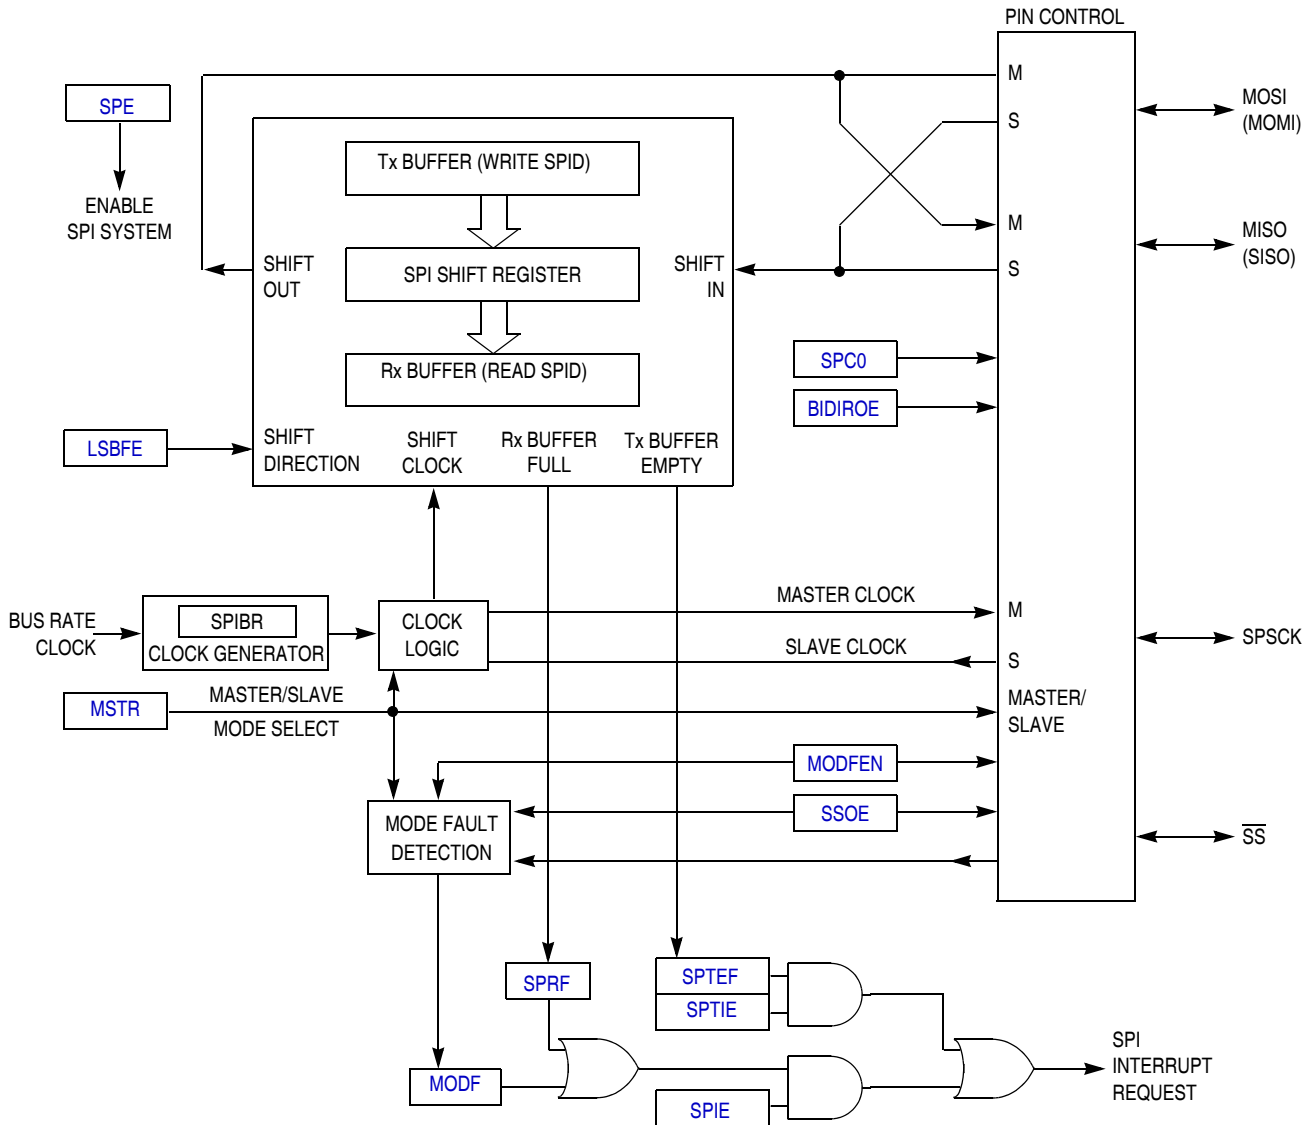 PIN CONTROL
M
SPE
MOSI
(MOMI)
S
Tx BUFFER (WRITE SPID)
ENABLE
SPI SYSTEM
M
MISO
(SISO)
SHIFT
OUT
SPI SHIFT REGISTER
SHIFT
IN
S
SPC0
Rx BUFFER (READ SPID)
BIDIROE
LSBFE
SHIFT
DIRECTION
SHIFT
CLOCK
Rx BUFFER
FULL
Tx BUFFER
EMPTY
MASTER CLOCK
M
BUS RATE
CLOCK
SPIBR
CLOCK GENERATOR
CLOCK
LOGIC
SPSCK
SLAVE CLOCK
S
MSTR
MASTER/SLAVE
MODE SELECT
MASTER/
SLAVE
MODFEN
SSOE
MODE FAULT
DETECTION
SS
SPRF
SPTEF
SPTIE
SPI
INTERRUPT
REQUEST
MODF
SPIE